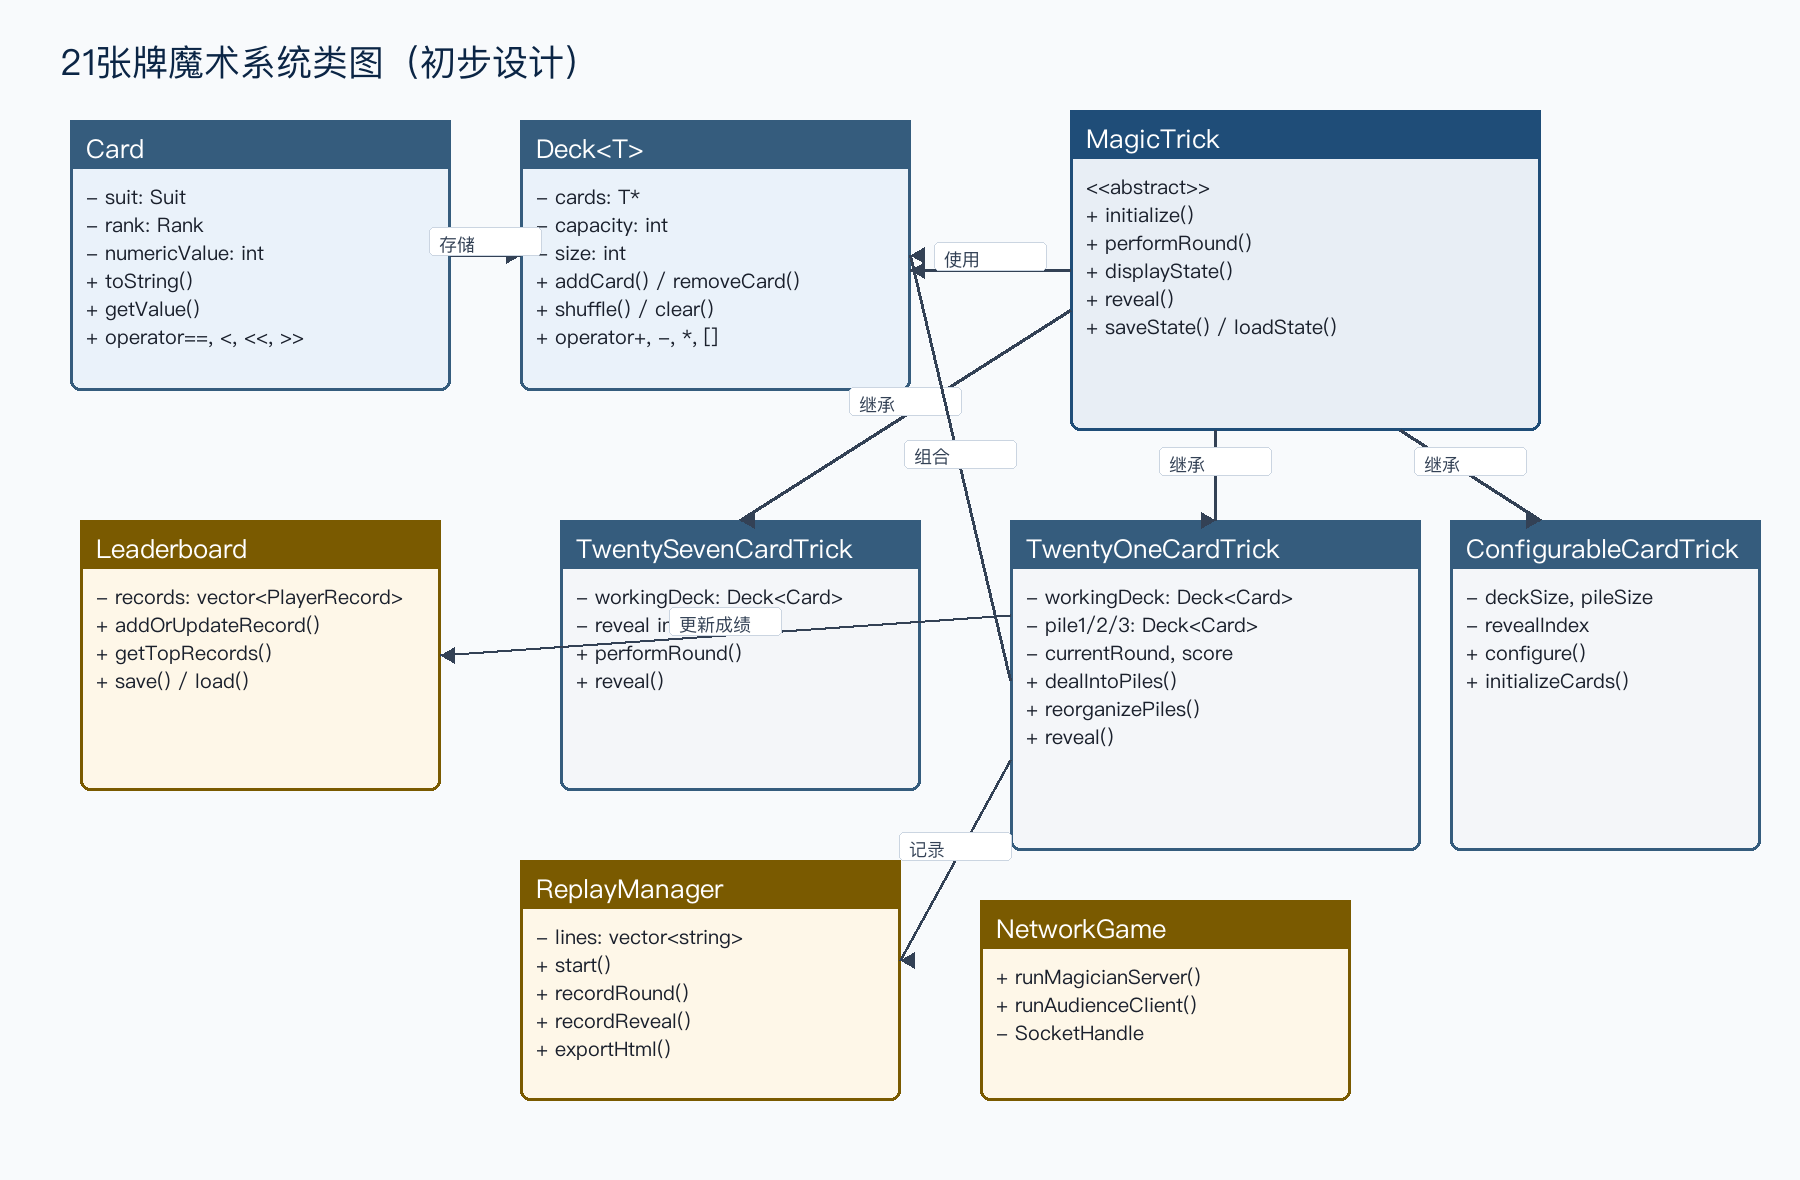 21张牌魔术系统类图（初步设计）
Card
– suit: Suit
– rank: Rank
– numericValue: int
+ toString()
+ getValue()
+ operator==, <, <<, >>
存储
Deck<T>
– cards: T*
– capacity: int
– size: int
+ addCard() / removeCard()
+ shuffle() / clear()
+ operator+, –, *, []
使用
MagicTrick
<<abstract>>
+ initialize()
+ performRound()
+ displayState()
+ reveal()
+ saveState() / loadState()
继承
组合
继承
继承
Leaderboard
– records: vector<PlayerRecord>
+ addOrUpdateRecord()
+ getTopRecords()
+ save() / load()
TwentySevenCardTrick
– workingDeck: Deck<Card>
– reveal
+ performRound()
+ reveal()
更新成绩
TwentyOneCardTrick
– workingDeck: Deck<Card>
– pile1/2/3: Deck<Card>
– currentRound, score
+ dealIntoPiles()
+ reorganizePiles()
+ reveal()
ConfigurableCardTrick
– deckSize, pileSize
– revealIndex
+ configure()
+ initializeCards()
记录
ReplayManager
– lines: vector<string>
+ start()
+ recordRound()
+ recordReveal()
+ exportHtml()
NetworkGame
+ runMagicianServer()
+ runAudienceClient()
– SocketHandle